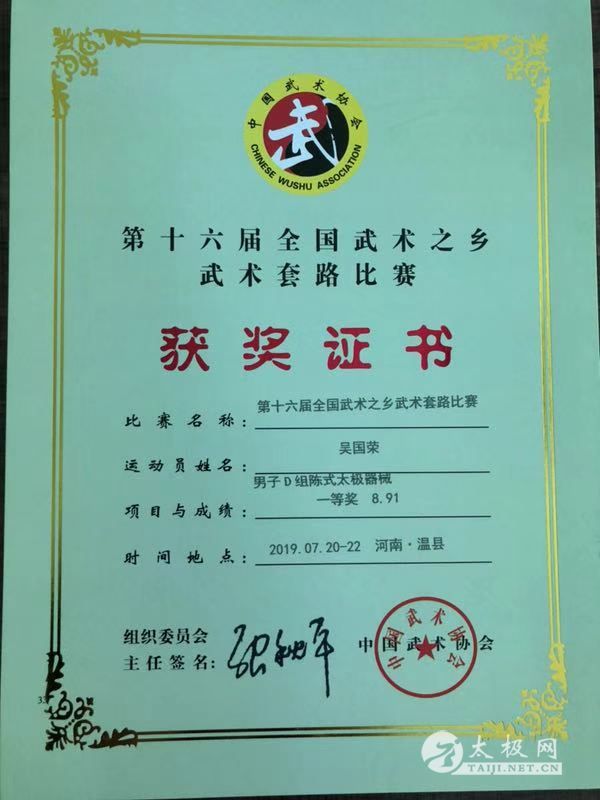 中国武术协会
武
CHINESE WUSHU ASSOCIATION
第十六届全国武术之乡
武术套路比赛
获奖证书
比赛名称: 第十六届全国武术之乡武术套路比赛
运动员姓名: 吴国荣
男子D组陈式太极器械
项目与成绩: 一等奖 8.91
时间地点: 2019.07.20-22 河南·温县
组织委员会
主任签名:
中国武术协会
中国武术协会
太极网
TAIJI.NET.CN